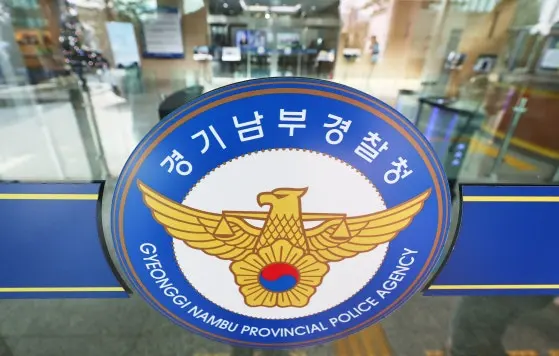 경기남부경찰청
GYEONGGI NAMBU PROVINCIAL POLICE AGENCY